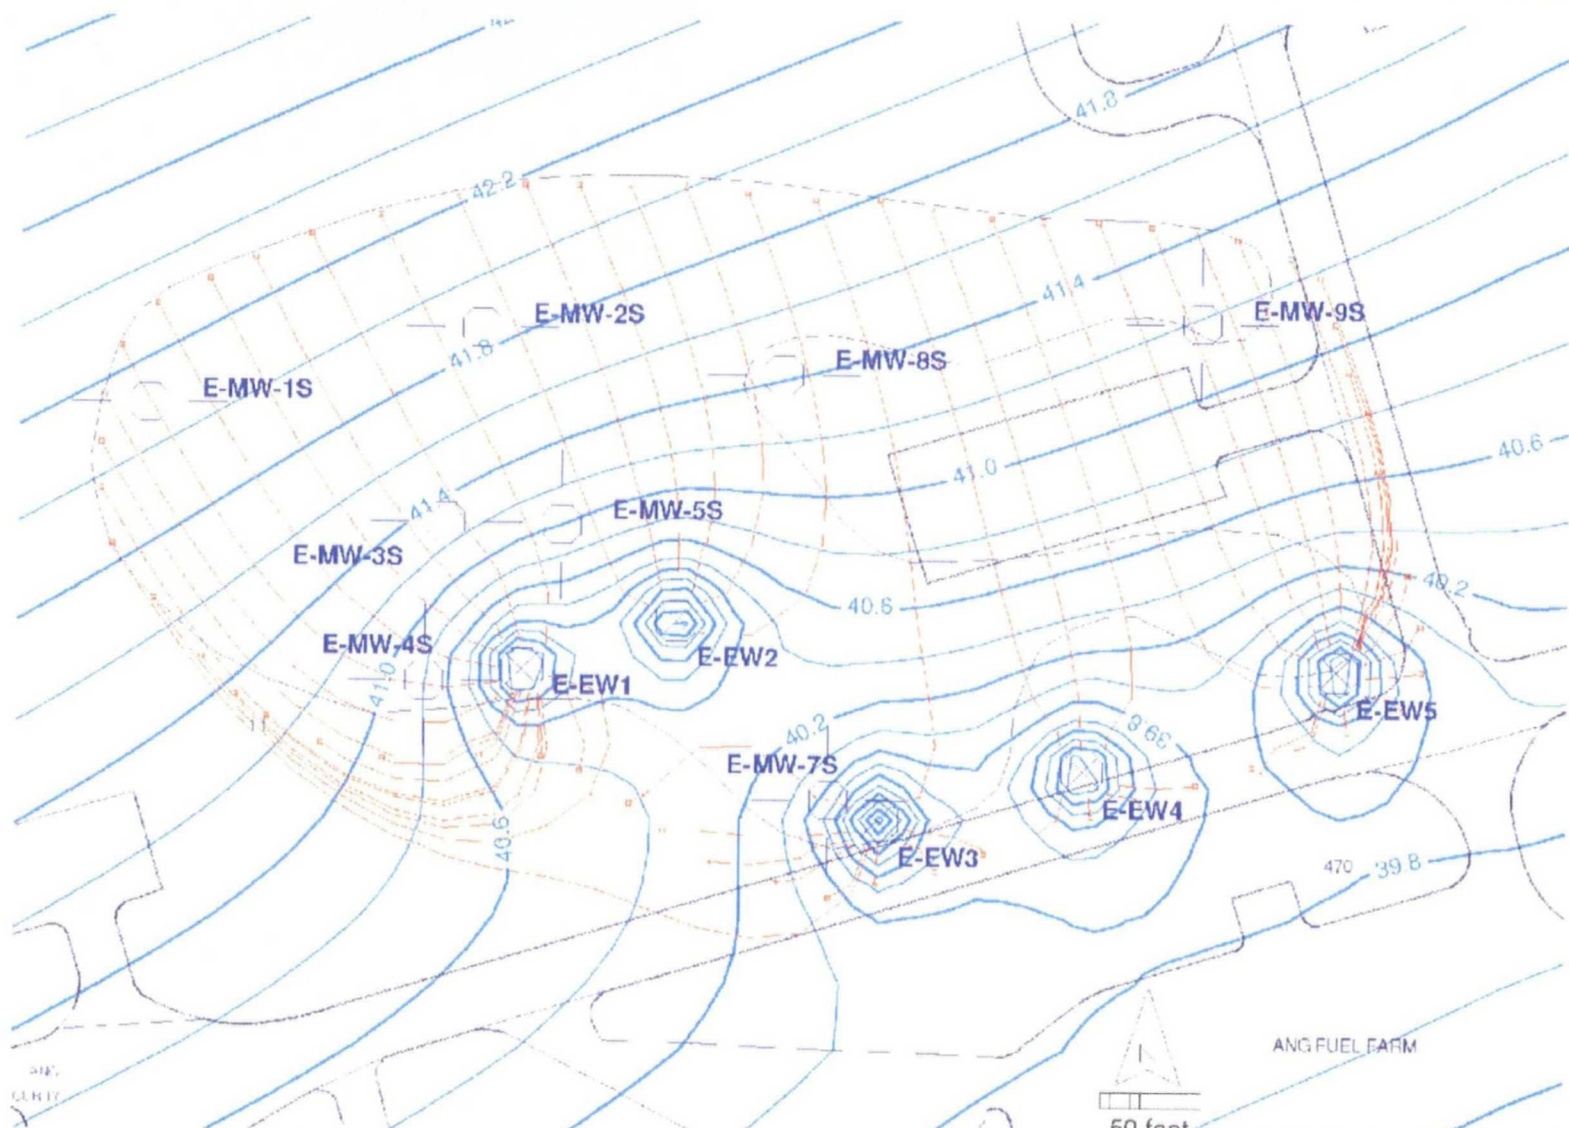 41.8
42.2
41.4
E-MW-2S
E-MW-9S
41.8
E-MW-8S
E-MW-1S
40.6
41.0
41.4
E-MW-5S
E-MW-3S
40.2
40.6
E-MW-4S
E-EW2
41.0
E-EW1
E-EW5
40.2
39.8
E-MW-7S
E-EW4
40.6
E-EW3
470
39.8
ANG FUEL FARM
ANG
50 feet